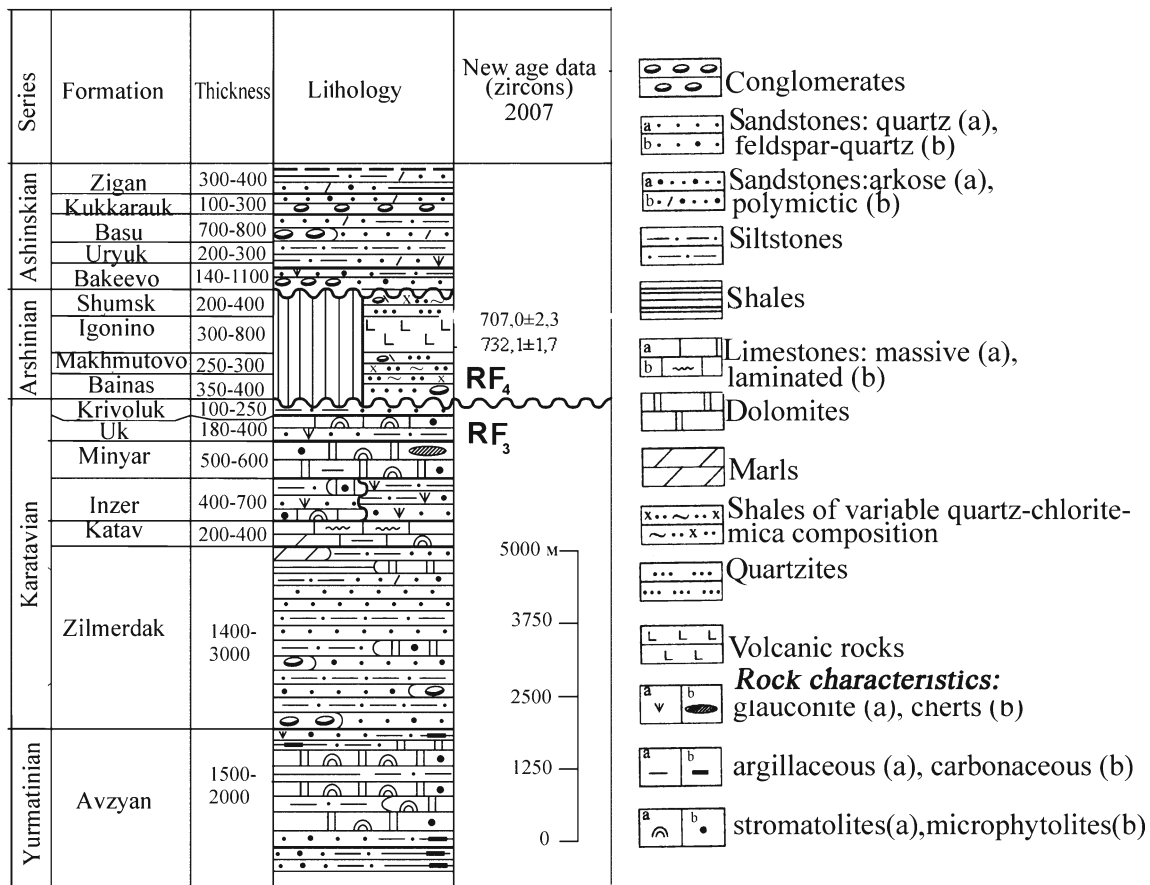 Series
Formation
Thickness
Lithology
New age data
(zircons)
2007
Ashinskian
Zigan
300-400
Kukkarauk
100-300
Basu
700-800
Uryuk
200-300
Bakeevo
140-1100
Arshinian
Shumsk
200-400
Igonino
300-800
707,0±2,3
732,1±1,7
Makhmutovo
250-300
Bainas
350-400
RF4
Karatavian
Krivoluk
100-250
Uk
180-400
RF3
Minyar
500-600
Inzer
400-700
Katav
200-400
Zilmerdak
1400-
3000
Yurmatinian
Avzyan
1500-
2000
5000 м
3750
2500
1250
0
Conglomerates
a
b
Sandstones: quartz (a),
feldspar-quartz (b)
a
b
Sandstones:arkose (a),
polymictic (b)
Siltstones
Shales
a
b
Limestones: massive (a),
laminated (b)
Dolomites
Marls
Shales of variable quartz-chlorite-
mica composition
Quartzites
Volcanic rocks
Rock characteristics:
a b
glauconite (a), cherts (b)
a b
argillaceous (a), carbonaceous (b)
a b
stromatolites(a),microphytolites(b)